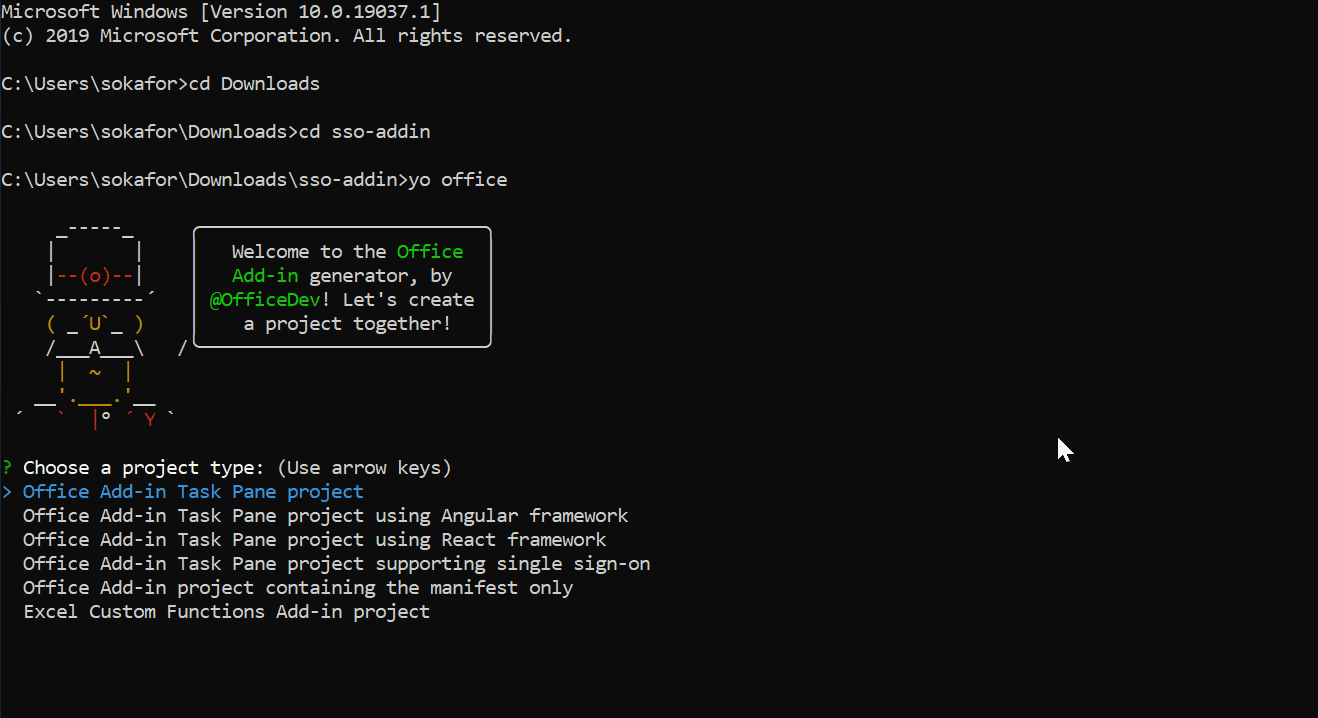 Microsoft Windows [Version 10.0.19037.1]
(c) 2019 Microsoft Corporation. All rights reserved.
C:\Users\sokafor>cd Downloads
C:\Users\sokafor\Downloads>cd sso-addin
C:\Users\sokafor\Downloads\sso-addin>yo office
Welcome to the Office
Add-in generator, by
@OfficeDev! Let's create
a project together!
? Choose a project type: (Use arrow keys)
> Office Add-in Task Pane project
Office Add-in Task Pane project using Angular framework
Office Add-in Task Pane project using React framework
Office Add-in Task Pane project supporting single sign-on
Office Add-in project containing the manifest only
Excel Custom Functions Add-in project